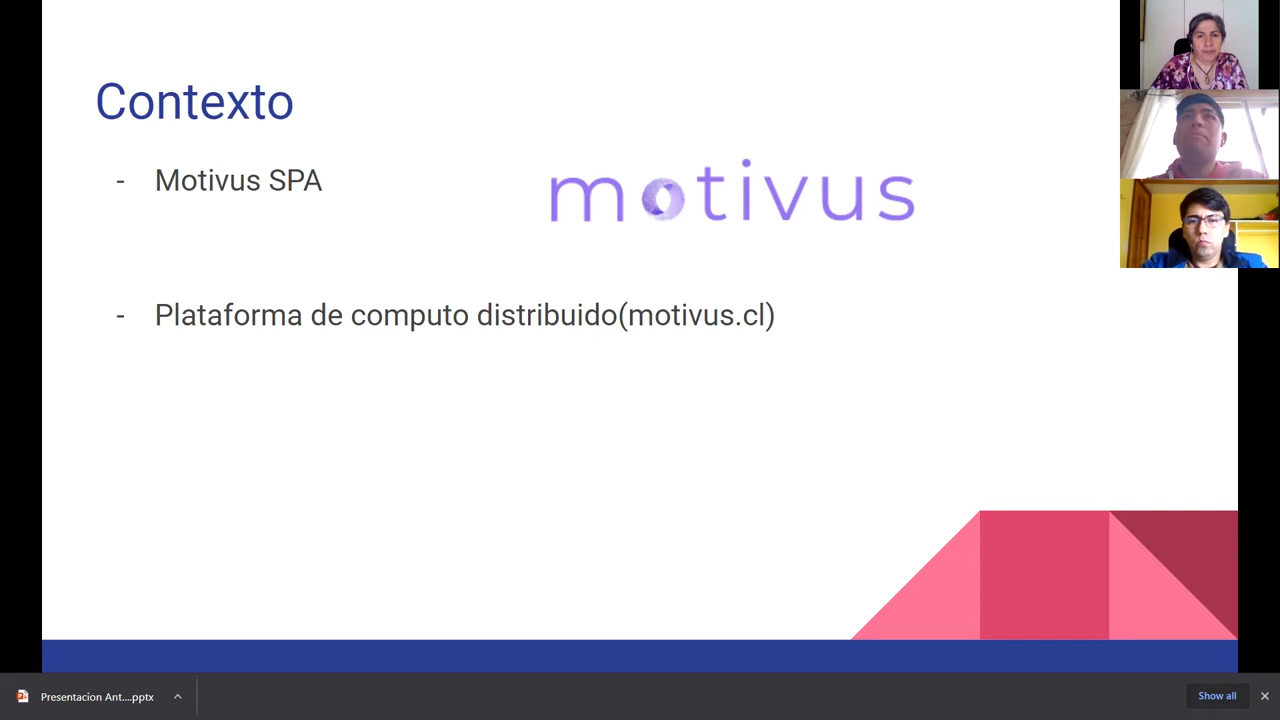 Contexto
- Motivus SPA
motivus
- Plataforma de computo distribuido(motivus.cl)
Presentacion Ant....pptx
Show all